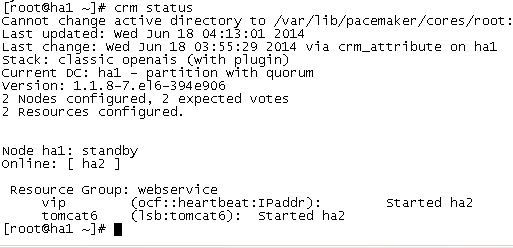 [root@ha1 ~]# crm status
Cannot change active directory to /var/lib/pacemaker/cores/root:
Last updated: Wed Jun 18 04:13:01 2014
Last change: Wed Jun 18 03:55:29 2014 via crm_attribute on ha1
Stack: classic openais (with plugin)
Current DC: ha1 - partition with quorum
Version: 1.1.8-7.el6-394e906
2 Nodes configured, 2 expected votes
2 Resources configured.
Node ha1: standby
Online: [ ha2 ]
Resource Group: webservice
vip (ocf::heartbeat:IPaddr): Started ha2
tomcat6 (lsb:tomcat6): Started ha2
[root@ha1 ~]#